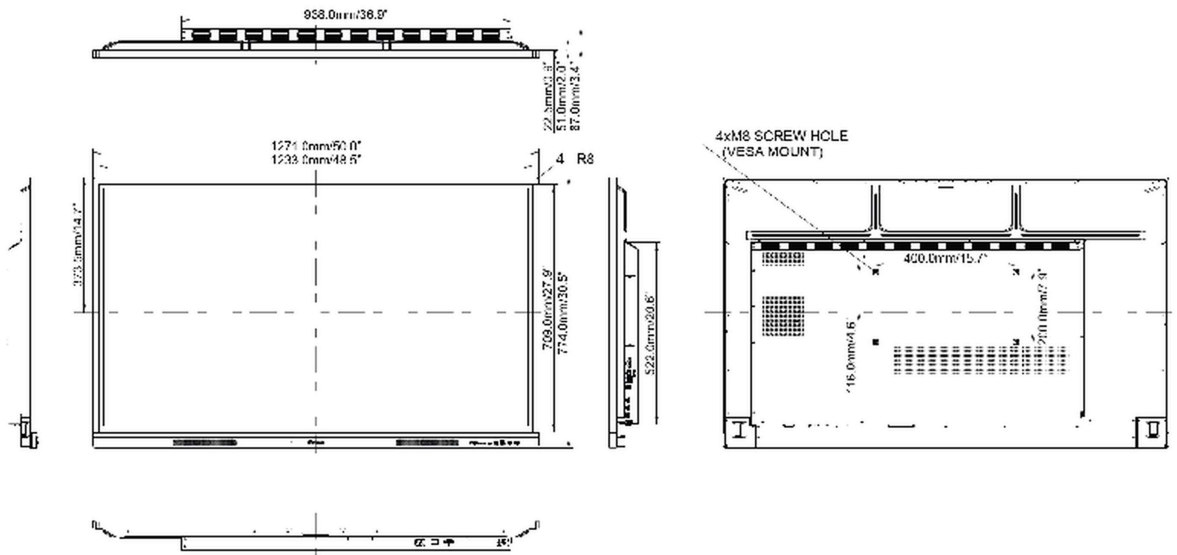 938.0mm/36.9"
22.5mm/0.9"
51.0mm/2.0"
87.0mm/3.4"
1271.0mm/50.0"
1233.0mm/48.5"
4 R8
373.5mm/14.7"
709.0mm/27.9"
774.0mm/30.5"
522.0mm/20.6"
4xM8 SCREW HOLE
(VESA MOUNT)
400.0mm/15.7"
200.0mm/7.9"
116.0mm/4.6"